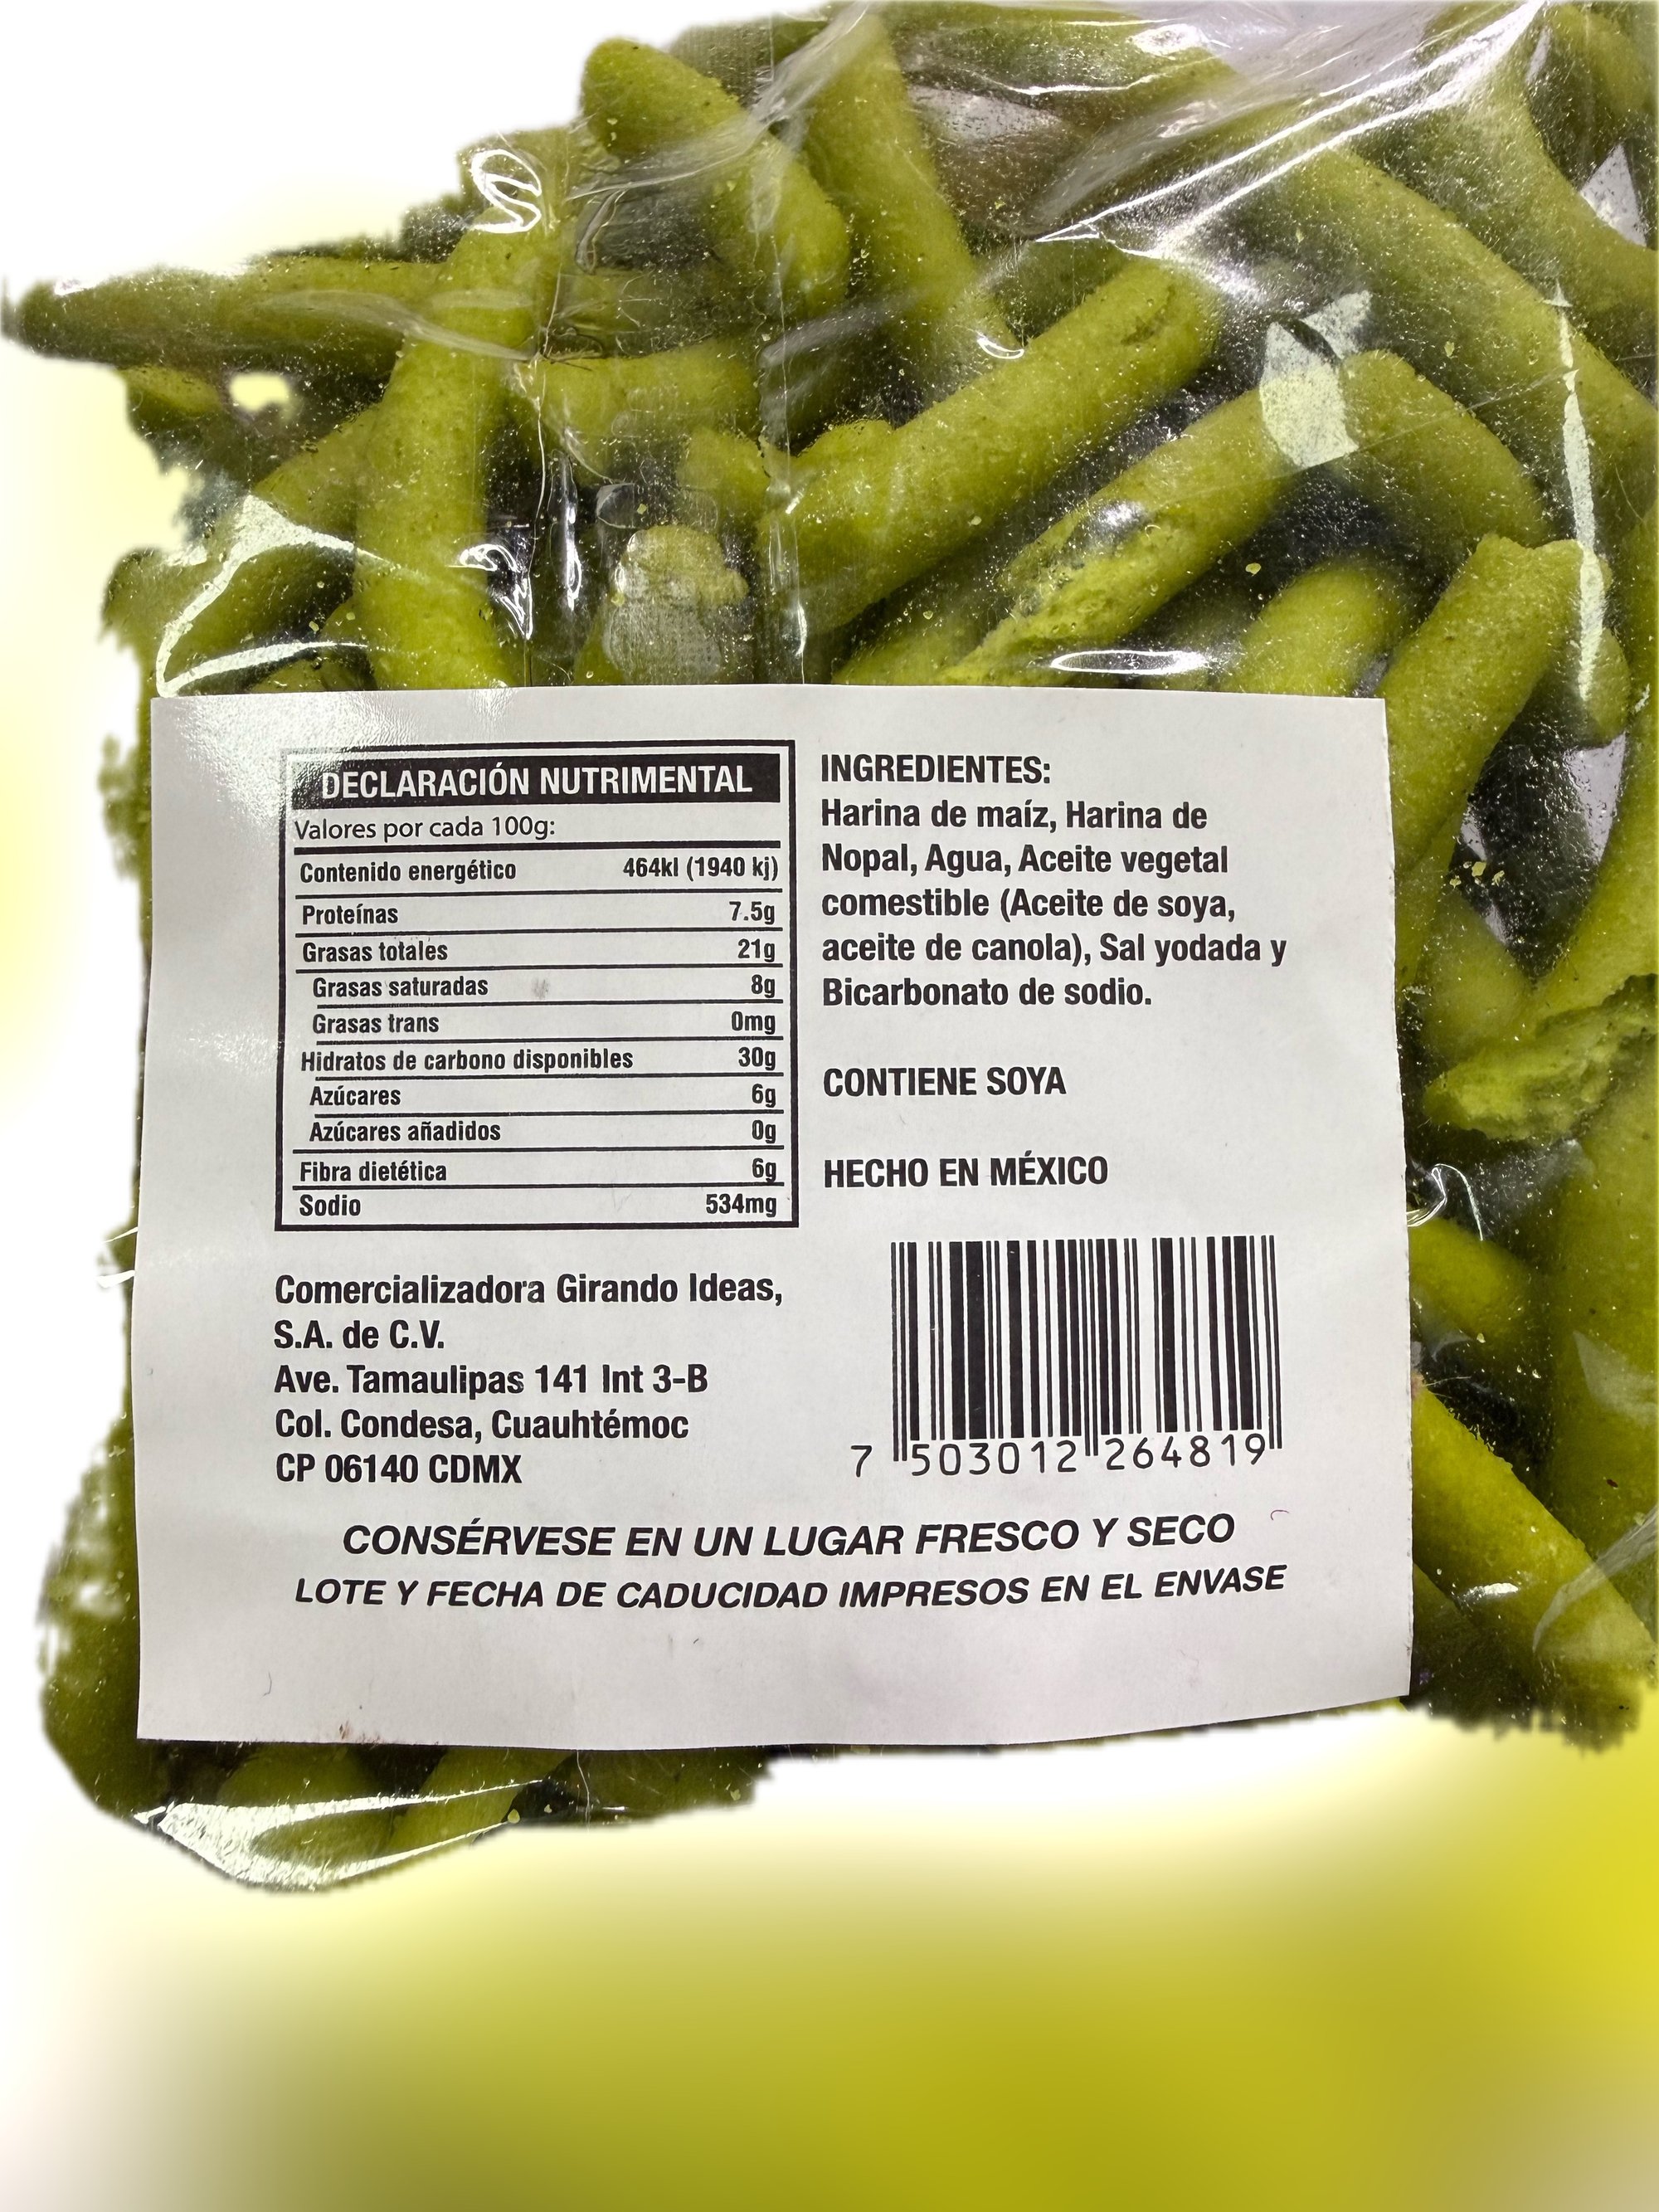 DECLARACIÓN NUTRIMENTAL
Valores por cada 100g:
Contenido energético 464kl (1940 kj)
Proteínas 7.5g
Grasas totales 21g
Grasas saturadas 8g
Grasas trans 0mg
Hidratos de carbono disponibles 30g
Azúcares 6g
Azúcares añadidos 0g
Fibra dietética 6g
Sodio 534mg
INGREDIENTES:
Harina de maíz, Harina de
Nopal, Agua, Aceite vegetal
comestible (Aceite de soya,
aceite de canola), Sal yodada y
Bicarbonato de sodio.
CONTIENE SOYA
HECHO EN MÉXICO
Comercializadora Girando Ideas,
S.A. de C.V.
Ave. Tamaulipas 141 Int 3-B
Col. Condesa, Cuauhtémoc
CP 06140 CDMX
7 503012 264819
CONSÉRVESE EN UN LUGAR FRESCO Y SECO
LOTE Y FECHA DE CADUCIDAD IMPRESOS EN EL ENVASE